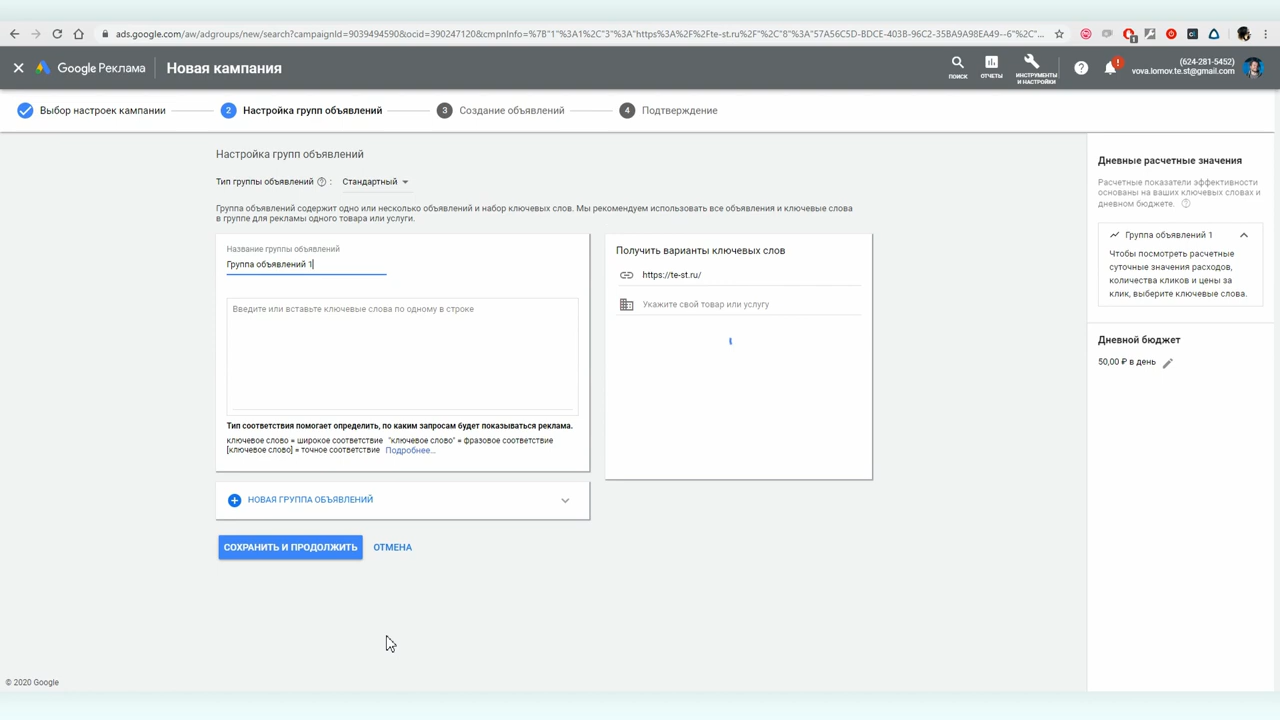 ads.google.com/aw/adgroups/new/search?campaignId=9039494590&ocid=390247120&cmpnInfo=%7B"1"%3A1%2C"3"%3A"https%3A%2F%2Fte-st.ru%2F"%2C"8"%3A"57A56C5D-BDCE-403B-96C2-35BA9A98EA49--6"%2C"...
Google Реклама
Новая кампания
ПОИСК
ОТЧЕТЫ
ИНСТРУМЕНТЫ
И НАСТРОЙКИ
(624-281-5452)
vova.lomov.te.st@gmail.com
Выбор настроек кампании
2 Настройка групп объявлений
3 Создание объявлений
4 Подтверждение
Настройка групп объявлений
Тип группы объявлений ? : Стандартный
Группа объявлений содержит одно или несколько объявлений и набор ключевых слов. Мы рекомендуем использовать все объявления и ключевые слова
в группе для рекламы одного товара или услуги.
Название группы объявлений
Группа объявлений 1
Введите или вставьте ключевые слова по одному в строке
Тип соответствия помогает определить, по каким запросам будет показываться реклама.
ключевое слово = широкое соответствие "ключевое слово" = фразовое соответствие
[ключевое слово] = точное соответствие Подробнее...
НОВАЯ ГРУППА ОБЪЯВЛЕНИЙ
СОХРАНИТЬ И ПРОДОЛЖИТЬ
ОТМЕНА
Получить варианты ключевых слов
https://te-st.ru/
Укажите свой товар или услугу
Дневные расчетные значения
Расчетные показатели эффективности
основаны на ваших ключевых словах и
дневном бюджете. ?
Группа объявлений 1
Чтобы посмотреть расчетные
суточные значения расходов,
количества кликов и цены за
клик, выберите ключевые слова.
Дневной бюджет
50,00 ₽ в день
© 2020 Google